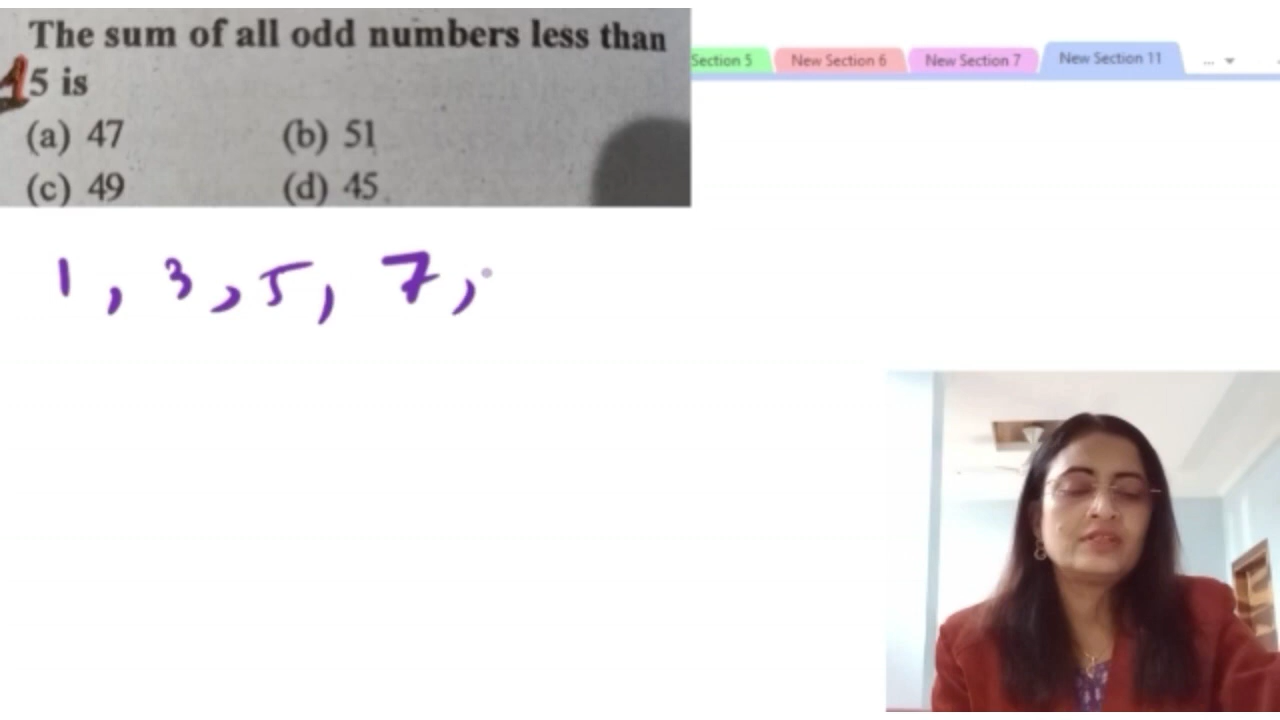 The sum of all odd numbers less than
15 is
(a) 47 (b) 51
(c) 49 (d) 45
Section 5 New Section 6 New Section 7 New Section 11 ...
1, 3, 5, 7,